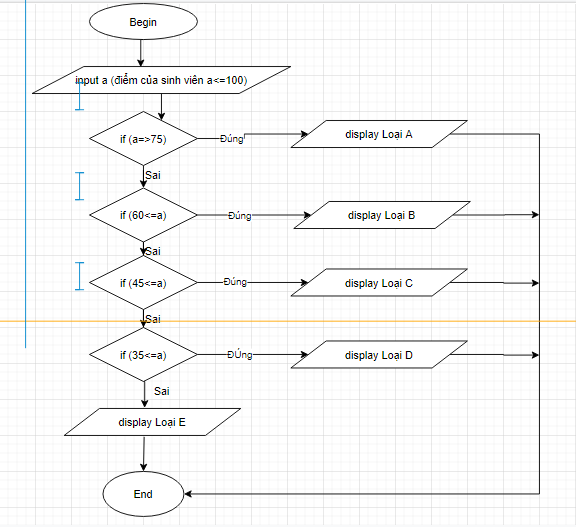 Begin
input a (điểm của sinh viên a<=100)
if (a=>75)
Đúng
display Loại A
Sai
if (60<=a)
Đúng
display Loại B
Sai
if (45<=a)
Đúng
display Loại C
Sai
if (35<=a)
ĐÚng
display Loại D
Sai
display Loại E
End